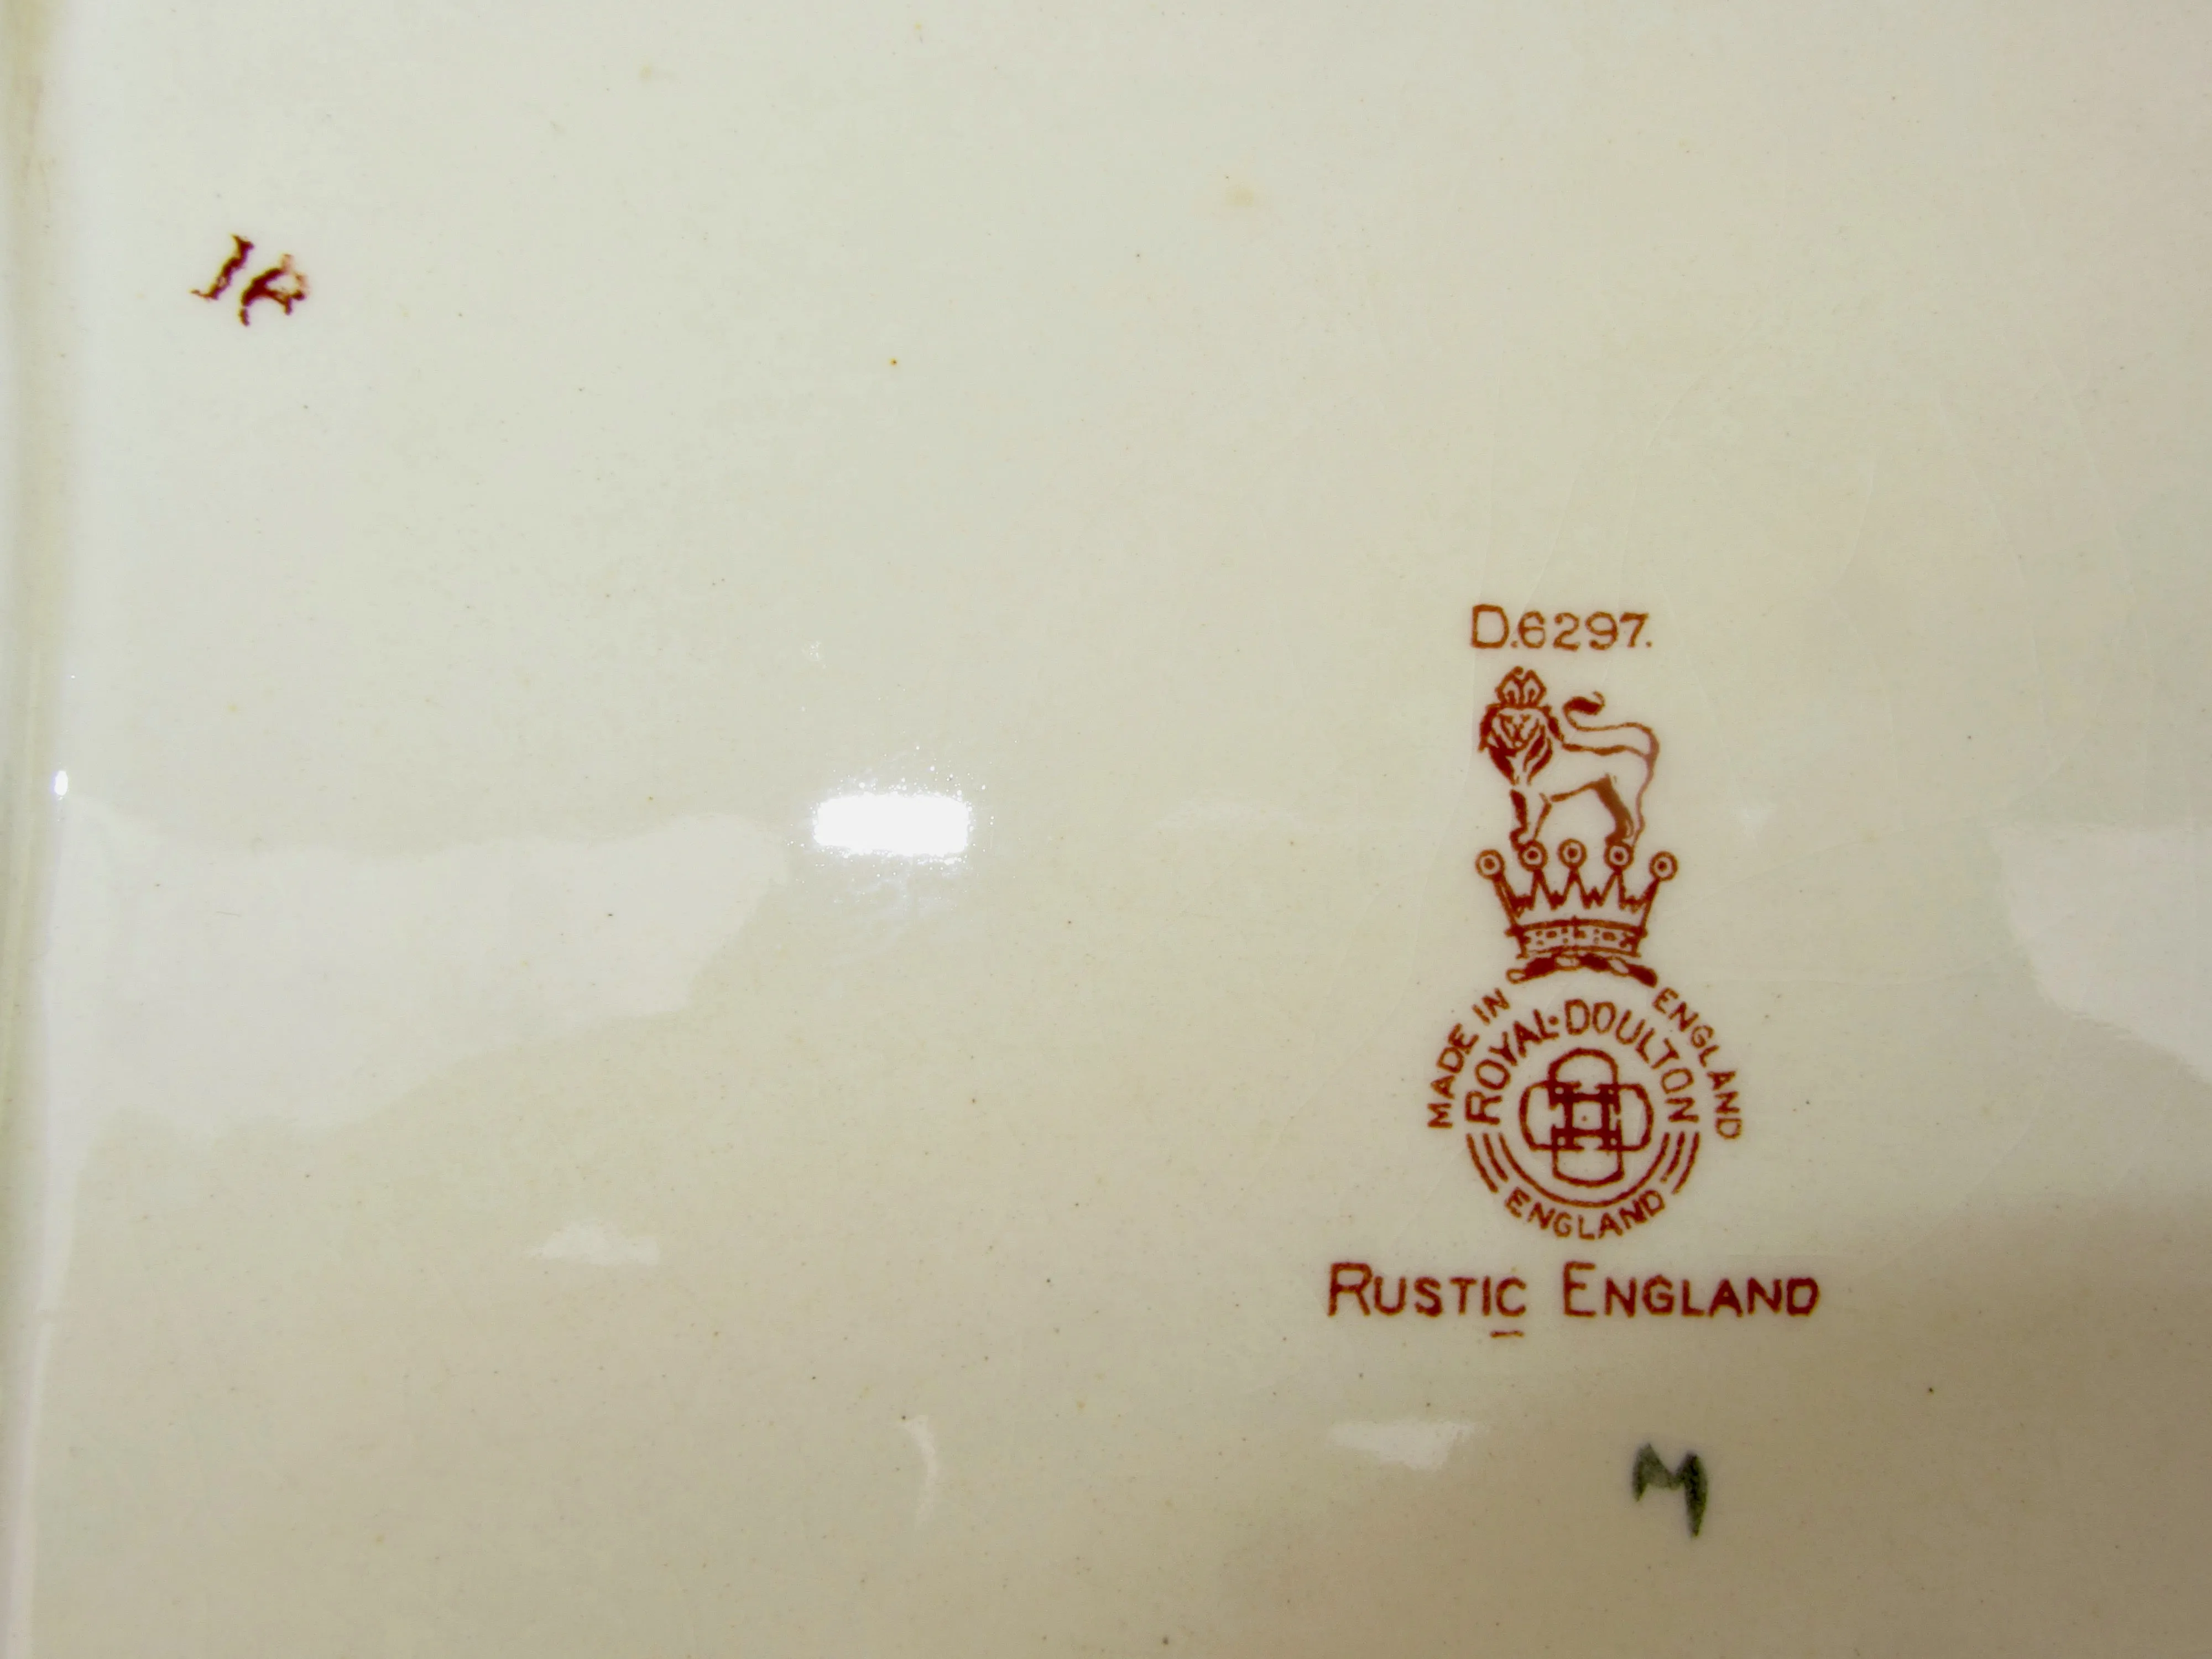 D.6297.
MADE IN ENGLAND
ROYAL·DOULTON
ENGLAND
RUSTIC ENGLAND
M